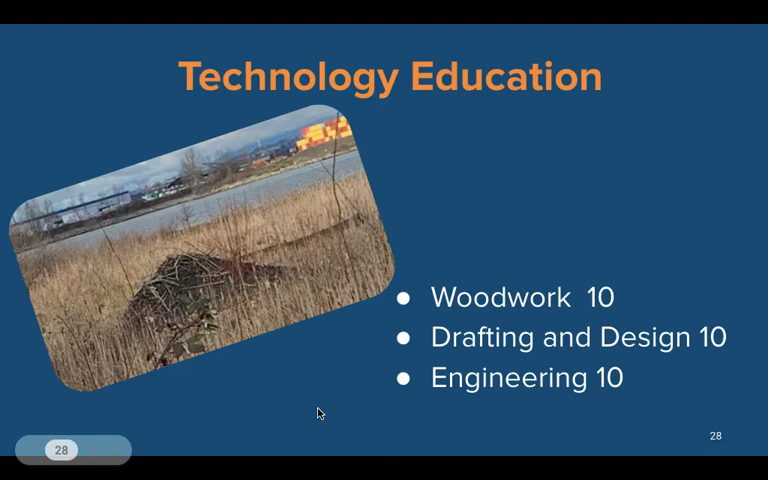 Technology Education
● Woodwork  10
● Drafting and Design 10
● Engineering 10
28
28